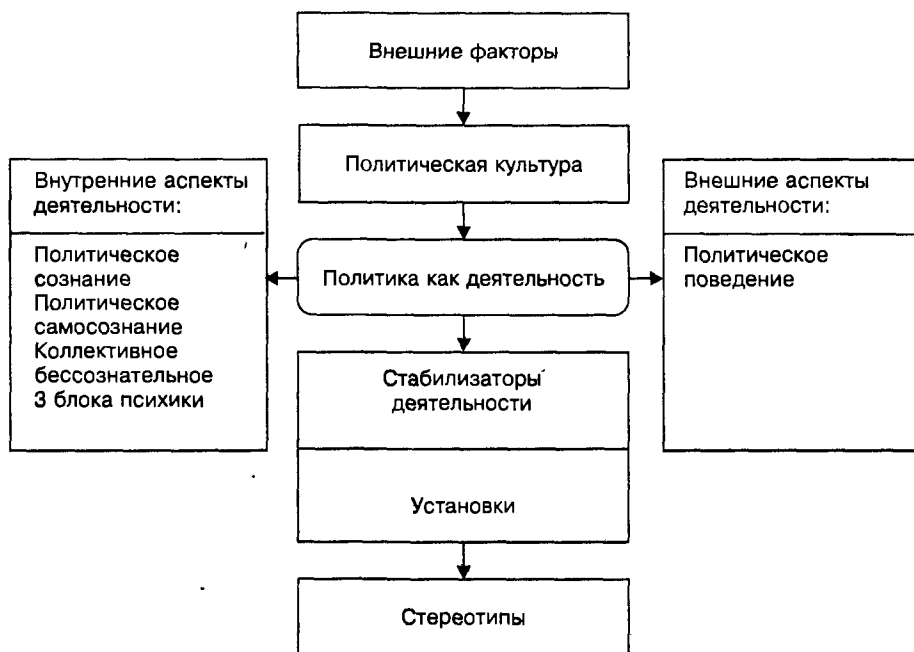 Внешние факторы
Политическая культура
Внутренние аспекты
деятельности:
Политическое
сознание
Политическое
самосознание
Коллективное
бессознательное
3 блока психики
Политика как деятельность
Внешние аспекты
деятельности:
Политическое
поведение
Стабилизаторы
деятельности
Установки
Стереотипы